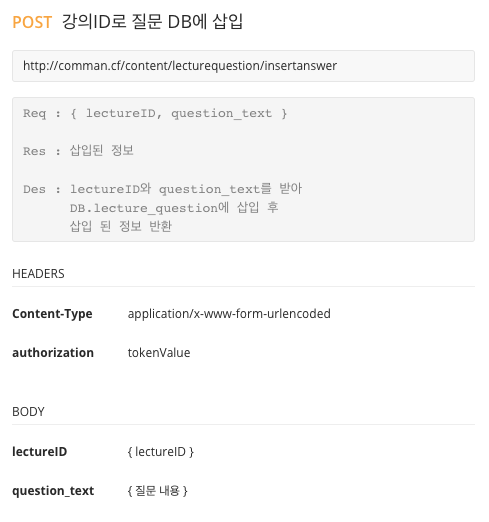 POST 강의ID로 질문 DB에 삽입
http://comman.cf/content/lecturequestion/insertanswer
Req : { lectureID, question_text }
Res : 삽입된 정보
Des : lectureID와 question_text를 받아
DB.lecture_question에 삽입 후
삽입 된 정보 반환
HEADERS
Content-Type application/x-www-form-urlencoded
authorization tokenValue
BODY
lectureID { lectureID }
question_text { 질문 내용 }